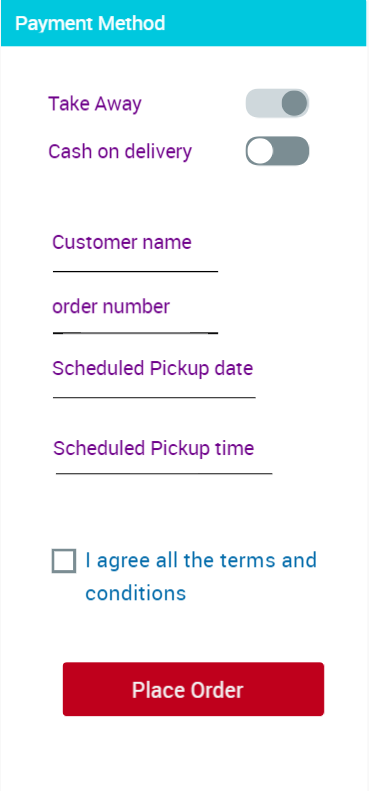 Payment Method
Take Away
Cash on delivery
Customer name
order number
Scheduled Pickup date
Scheduled Pickup time
I agree all the terms and
conditions
Place Order